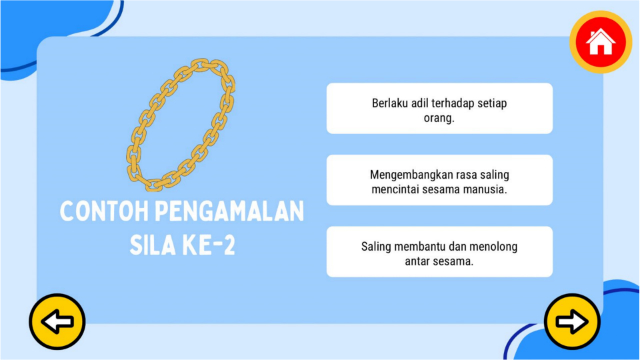 CONTOH PENGAMALAN
SILA KE-2
Berlaku adil terhadap setiap
orang.
Mengembangkan rasa saling
mencintai sesama manusia.
Saling membantu dan menolong
antar sesama.